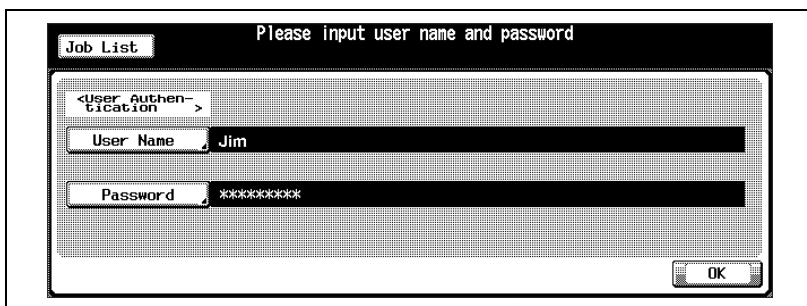 Please input user name and password
Job List
<User Authen-
tication >
User Name Jim
Password *********
OK